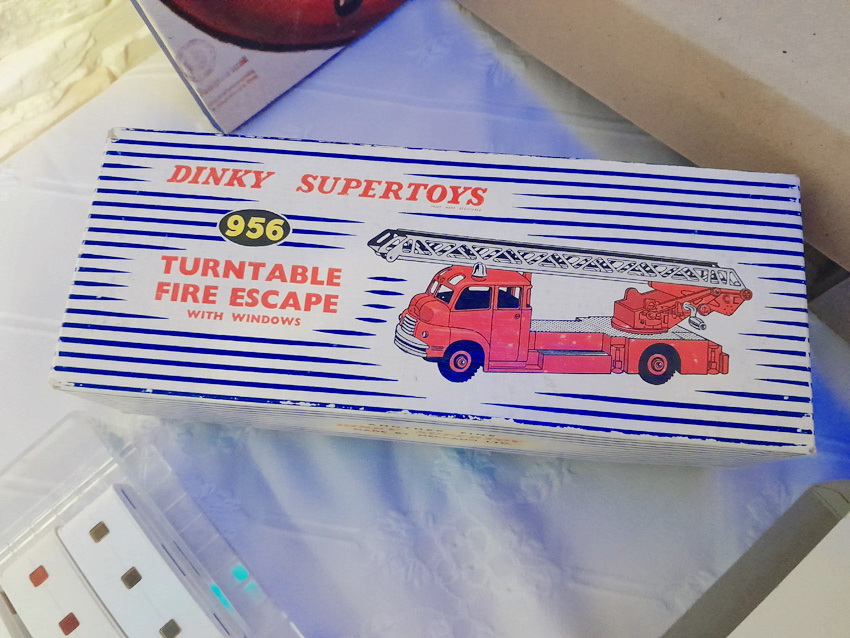 DINKY SUPERTOYS
956
TURNTABLE
FIRE ESCAPE
WITH WINDOWS